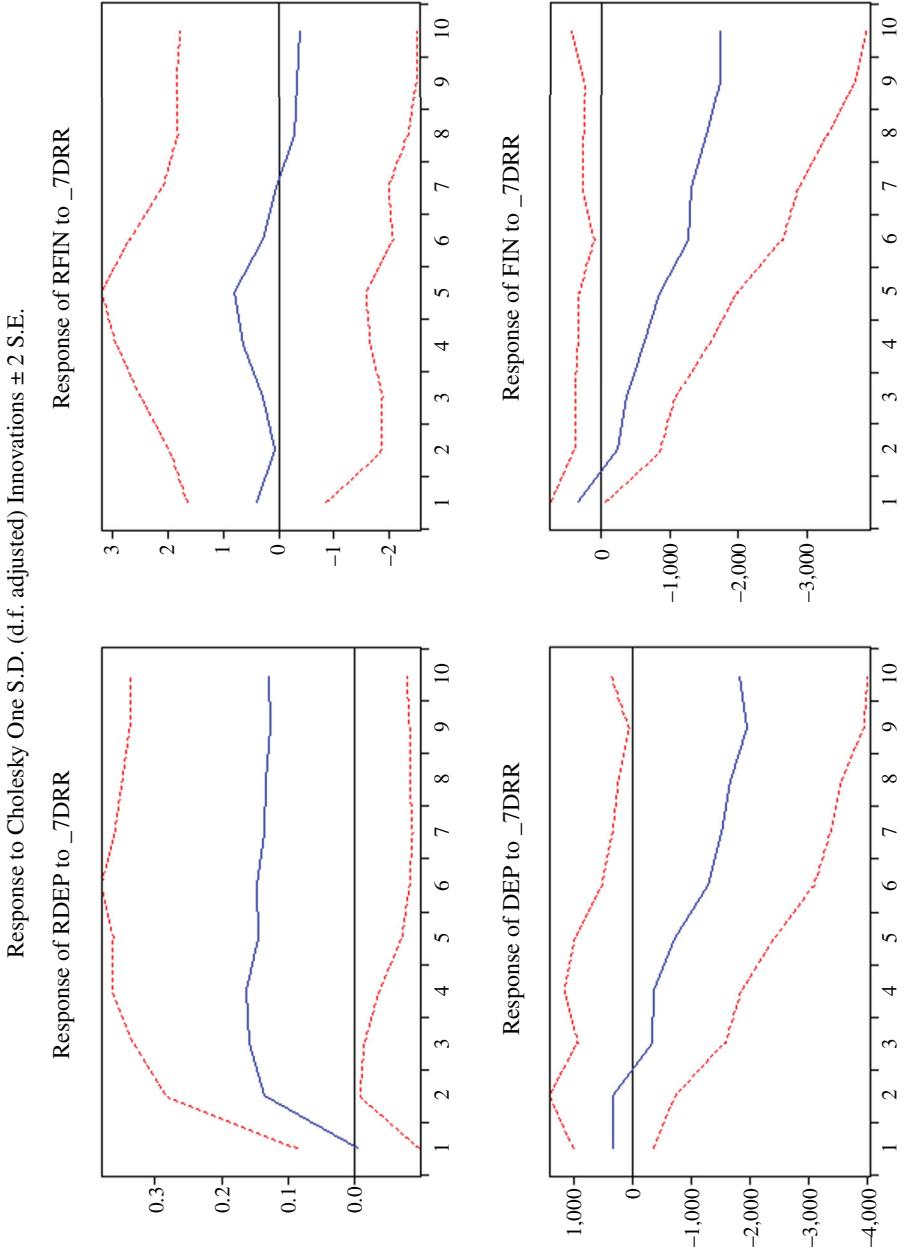 Response to Cholesky One S.D. (d.f. adjusted) Innovations ± 2 S.E.
Response of RDEP to _7DRR
0.3
0.2
0.1
0.0
1 2 3 4 5 6 7 8 9 10
Response of RFIN to _7DRR
3
2
1
0
−1
−2
1 2 3 4 5 6 7 8 9 10
Response of DEP to _7DRR
1,000
0
−1,000
−2,000
−3,000
−4,000
1 2 3 4 5 6 7 8 9 10
Response of FIN to _7DRR
0
−1,000
−2,000
−3,000
1 2 3 4 5 6 7 8 9 10